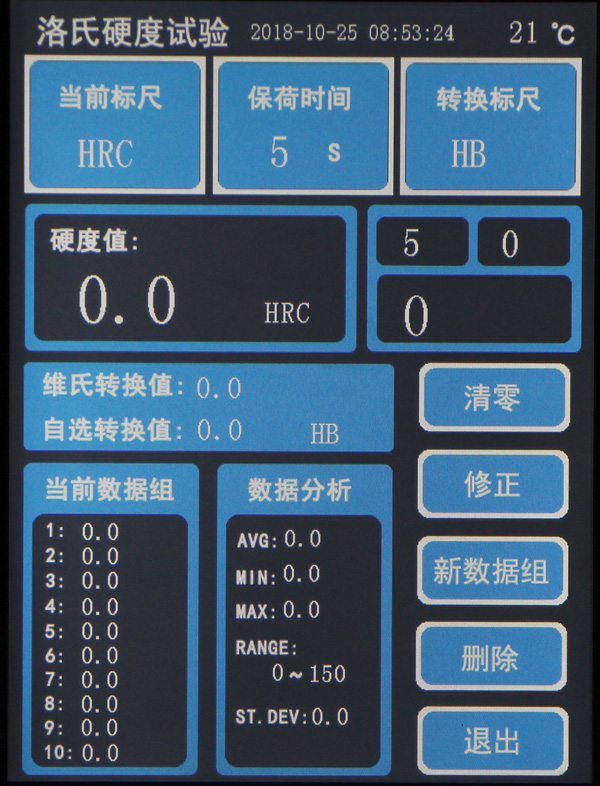 洛氏硬度试验 2018-10-25 08:53:24 21 ℃
当前标尺 保荷时间 转换标尺
HRC 5 s HB
硬度值:
0.0 HRC
5 0
0
维氏转换值: 0.0
自选转换值: 0.0 HB
清零
修正
新数据组
删除
退出
当前数据组
1: 0.0
2: 0.0
3: 0.0
4: 0.0
5: 0.0
6: 0.0
7: 0.0
8: 0.0
9: 0.0
10: 0.0
数据分析
AVG: 0.0
MIN: 0.0
MAX: 0.0
RANGE:
0~150
ST.DEV: 0.0